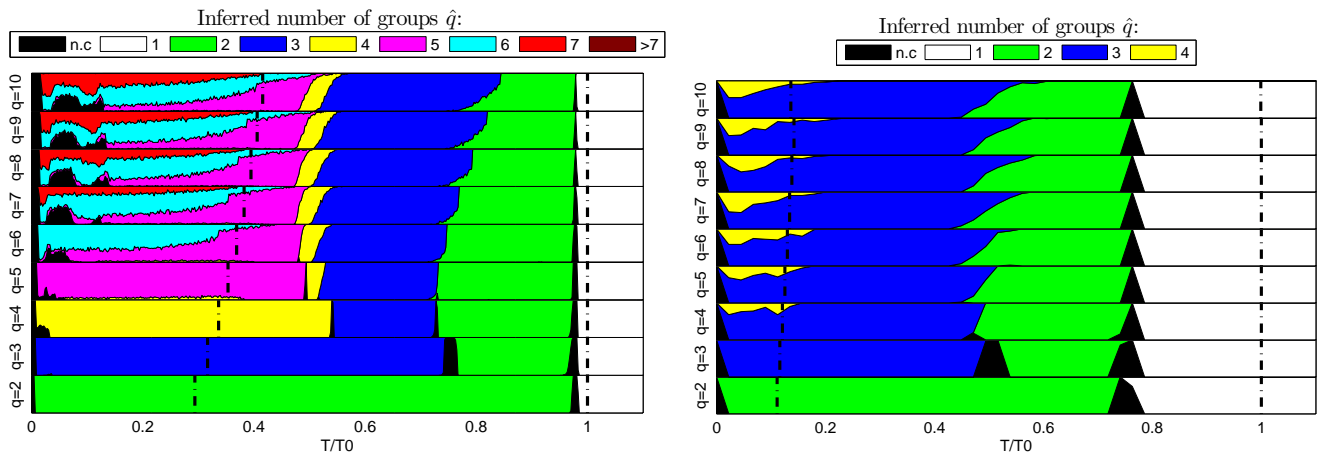 Inferred number of groups q̂:
n.c 1 2 3 4 5 6 7 >7
q=10
q=9
q=8
q=7
q=6
q=5
q=4
q=3
q=2
0 0.2 0.4 0.6 0.8 1
T/T0
Inferred number of groups q̂:
n.c 1 2 3 4
q=10
q=9
q=8
q=7
q=6
q=5
q=4
q=3
q=2
0 0.2 0.4 0.6 0.8 1
T/T0